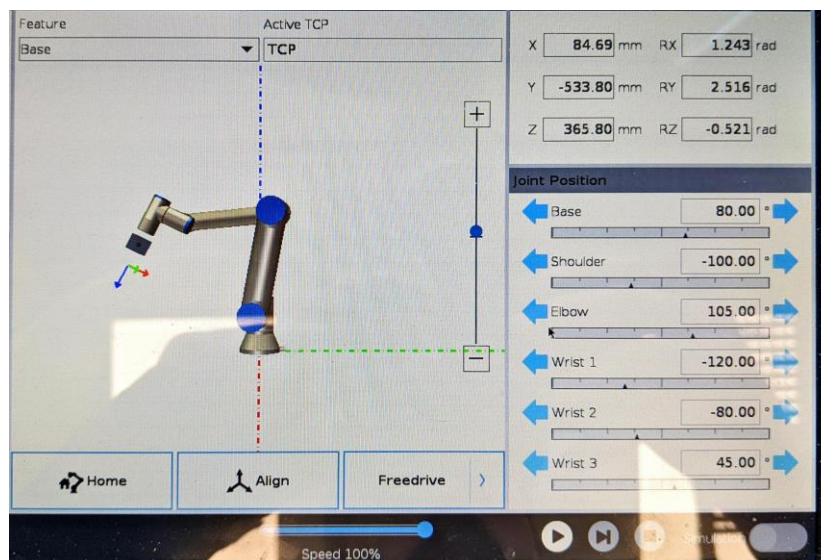 Feature
Active TCP
Base
TCP
X 84.69 mm RX 1.243 rad
Y -533.80 mm RY 2.516 rad
Z 365.80 mm RZ -0.521 rad
+
−
Joint Position
Base 80.00 °
Shoulder -100.00 °
Elbow 105.00 °
Wrist 1 -120.00 °
Wrist 2 -80.00 °
Wrist 3 45.00 °
Home
Align
Freedrive
Speed 100%
Simulation